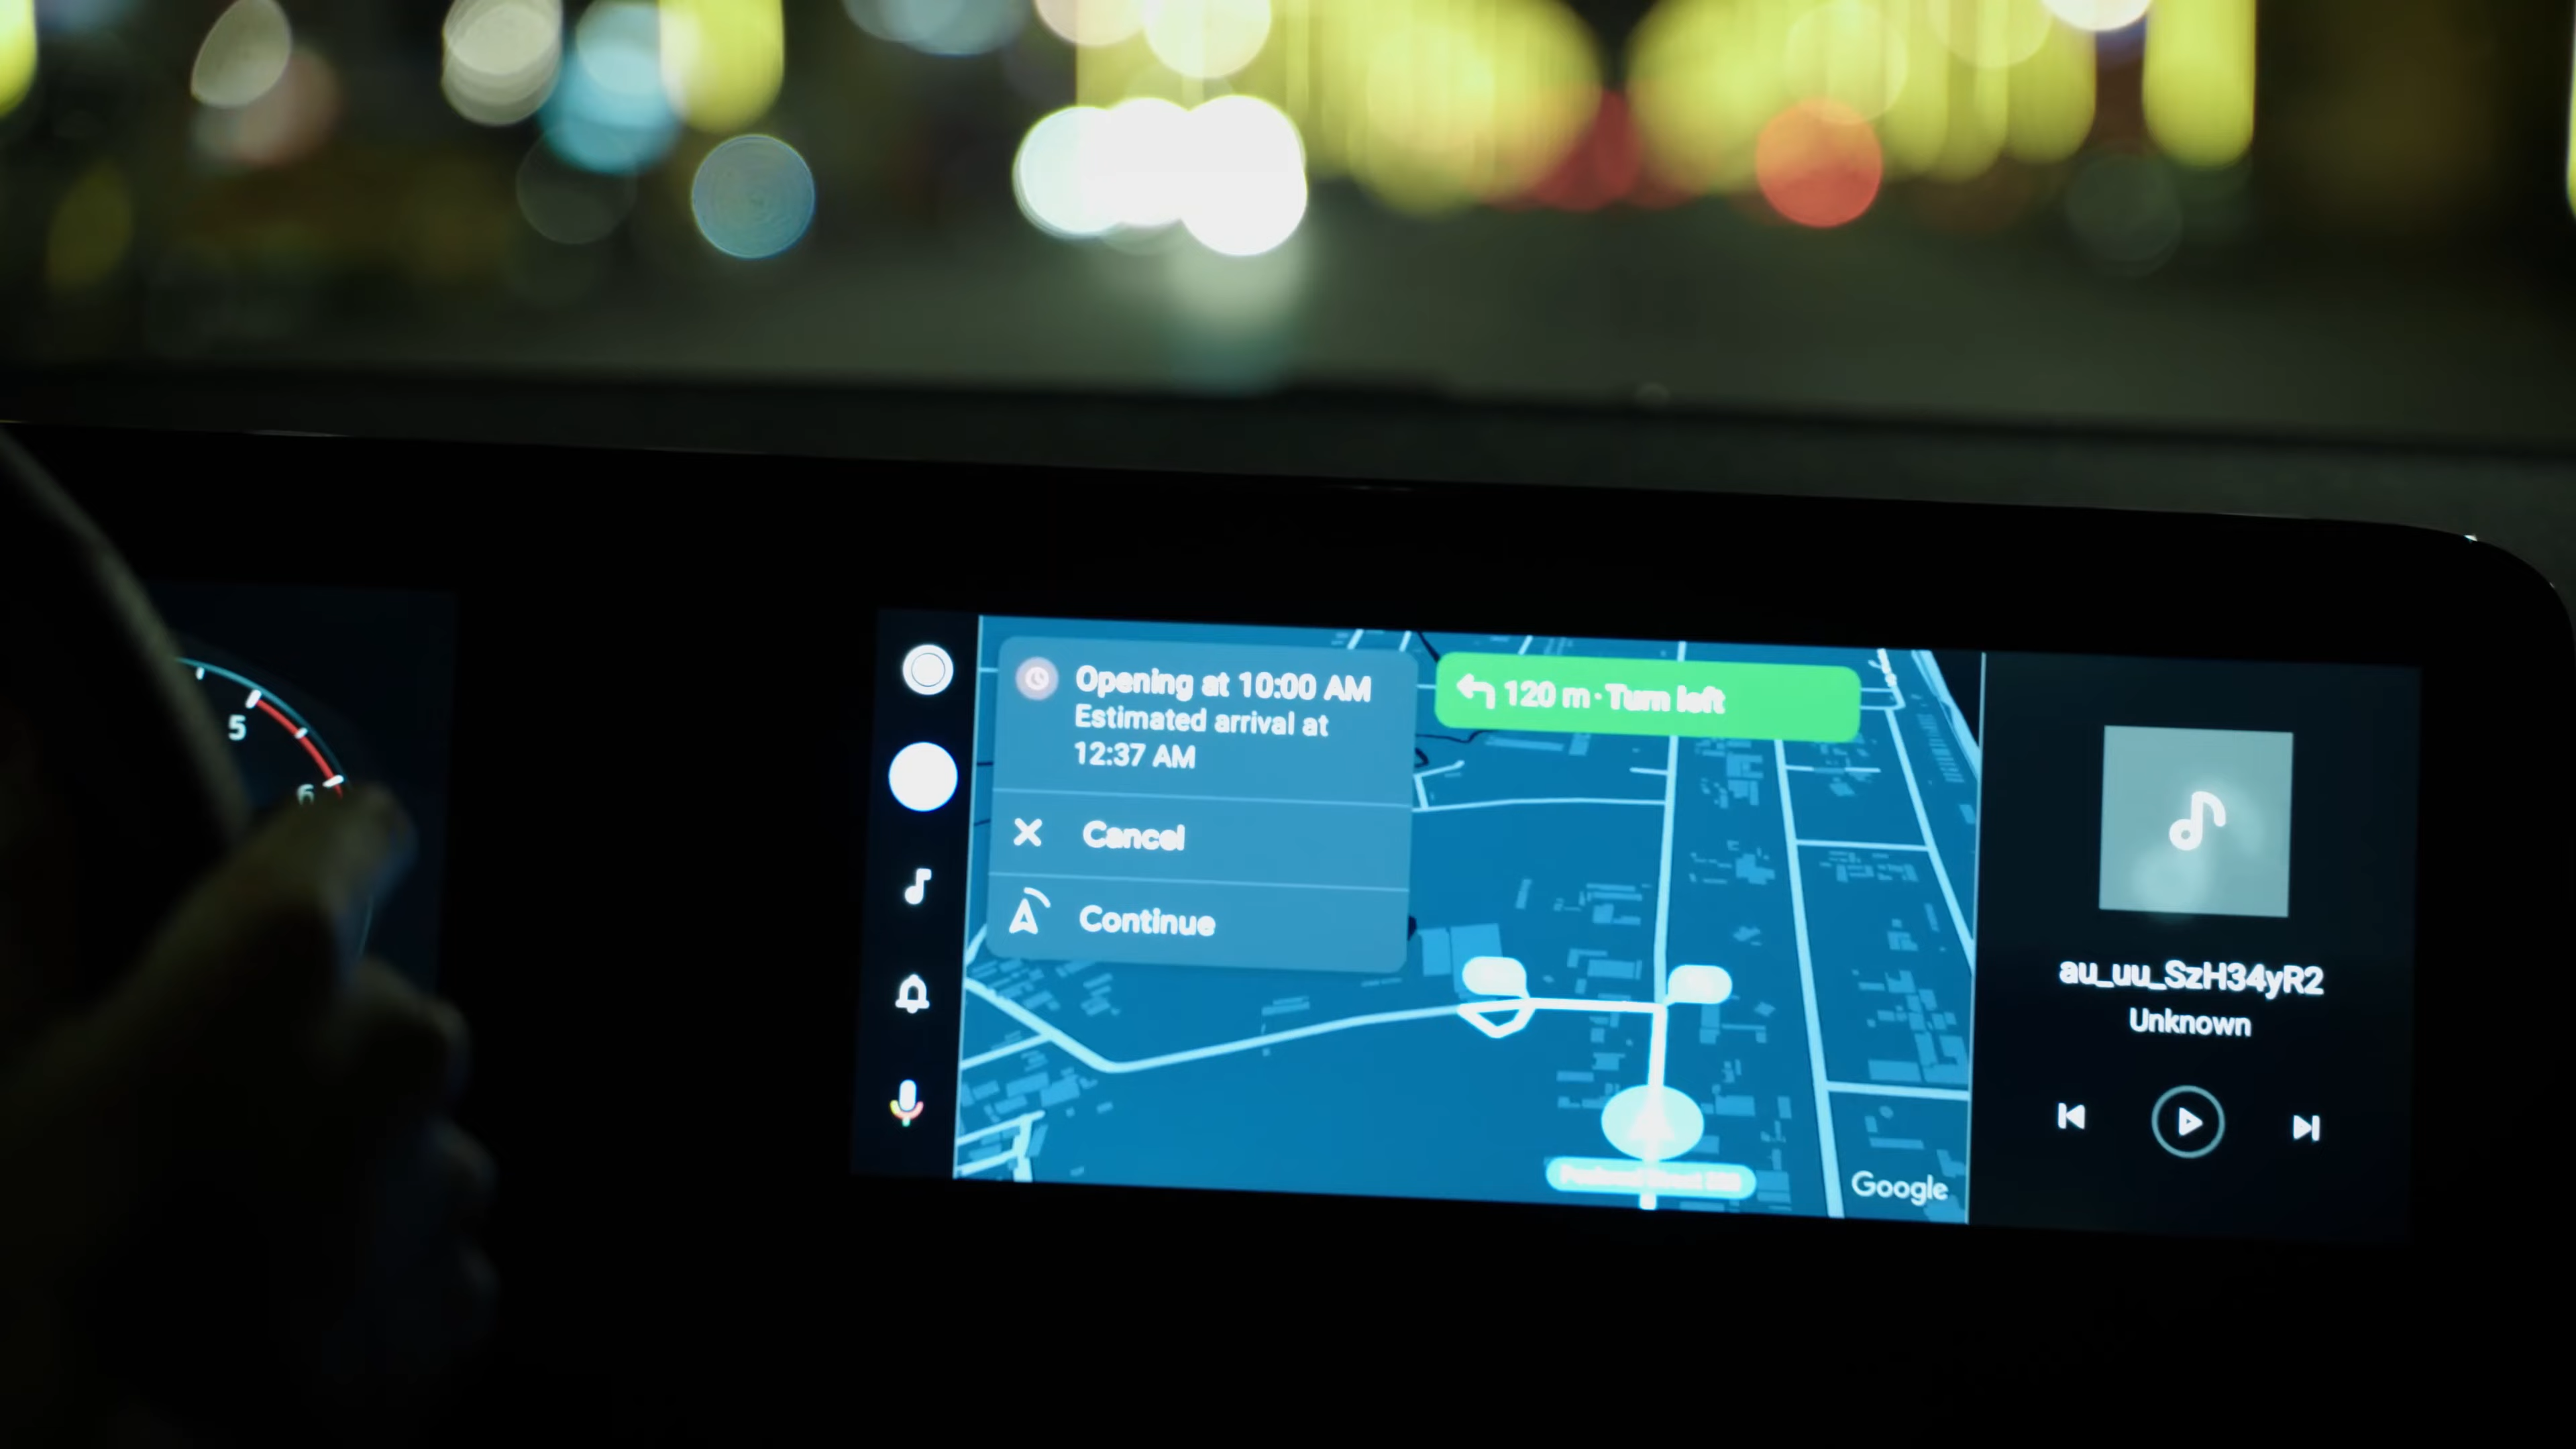 5
6
Opening at 10:00 AM
Estimated arrival at
12:37 AM
Cancel
Continue
120 m · Turn left
Google
au_uu_SzH34yR2
Unknown